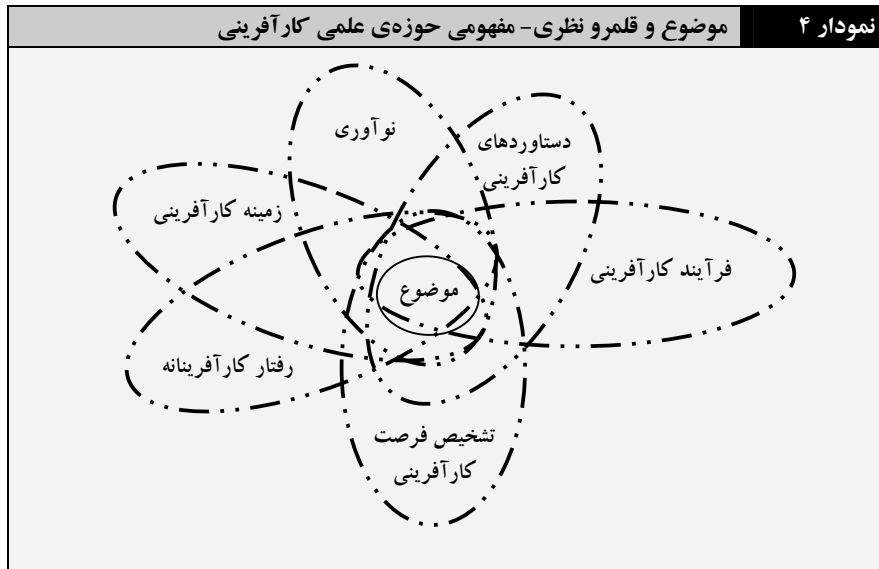 نمودار ۴ موضوع و قلمرو نظری- مفهومی حوزه‌ی علمی کارآفرینی
نوآوری
دستاوردهای
کارآفرینی
زمینه کارآفرینی
فرآیند کارآفرینی
موضوع
رفتار کارآفرینانه
تشخیص فرصت
کارآفرینی